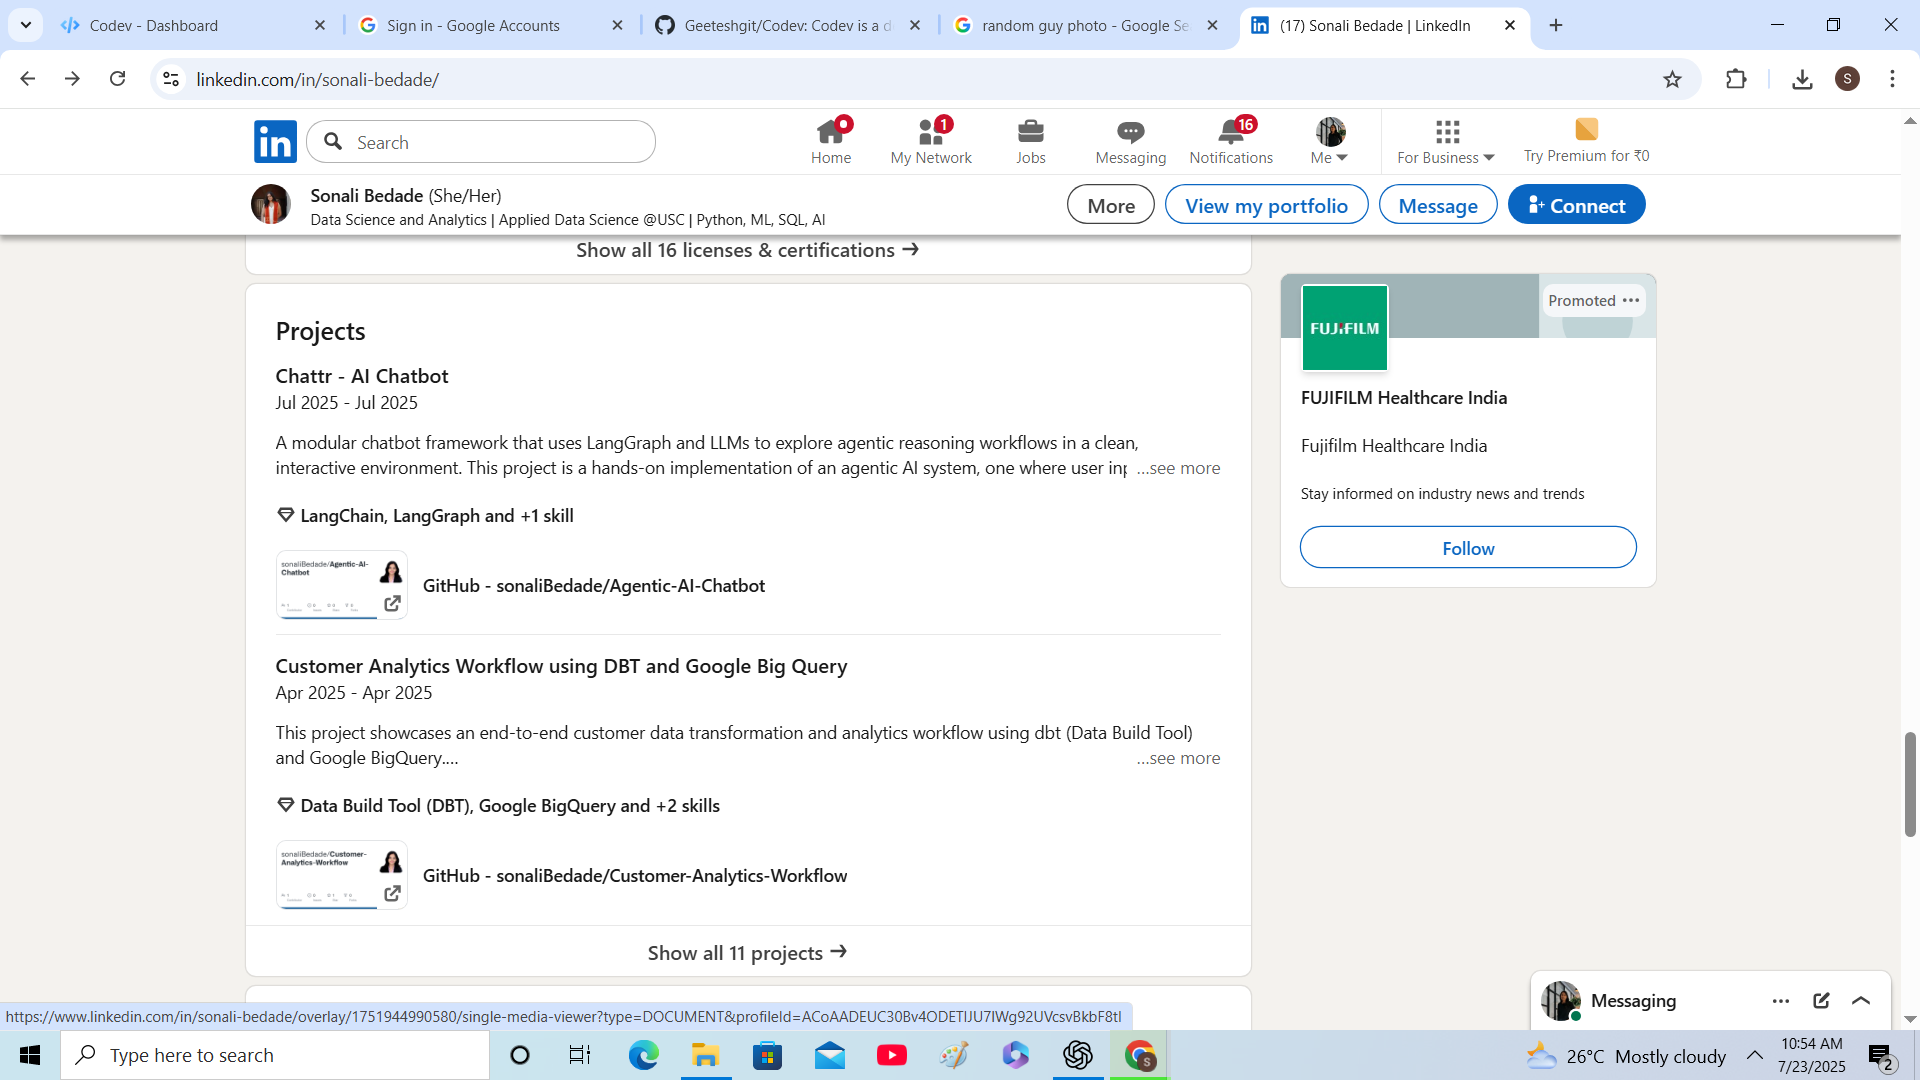 Codev - Dashboard
Sign in - Google Accounts
Geeteshgit/Codev: Codev is a d
random guy photo - Google Se
(17) Sonali Bedade | LinkedIn
linkedin.com/in/sonali-bedade/
S
in
Search
Home
1
My Network
Jobs
Messaging
16
Notifications
Me
For Business
Try Premium for ₹0
Sonali Bedade (She/Her)
Data Science and Analytics | Applied Data Science @USC | Python, ML, SQL, AI
More
View my portfolio
Message
Connect
Show all 16 licenses & certifications →
Projects
Chattr - AI Chatbot
Jul 2025 - Jul 2025
A modular chatbot framework that uses LangGraph and LLMs to explore agentic reasoning workflows in a clean,
interactive environment. This project is a hands-on implementation of an agentic AI system, one where user inp ...see more
LangChain, LangGraph and +1 skill
sonaliBedade/Agentic-AI-
Chatbot
GitHub - sonaliBedade/Agentic-AI-Chatbot
Customer Analytics Workflow using DBT and Google Big Query
Apr 2025 - Apr 2025
This project showcases an end-to-end customer data transformation and analytics workflow using dbt (Data Build Tool)
and Google BigQuery.... ...see more
Data Build Tool (DBT), Google BigQuery and +2 skills
sonaliBedade/Customer-
Analytics-Workflow
GitHub - sonaliBedade/Customer-Analytics-Workflow
Show all 11 projects →
Promoted
FUJIFILM
FUJIFILM Healthcare India
Fujifilm Healthcare India
Stay informed on industry news and trends
Follow
Messaging
https://www.linkedin.com/in/sonali-bedade/overlay/1751944990580/single-media-viewer?type=DOCUMENT&profileId=ACoAADEUC30Bv4ODETIJU7IWg92UVcsvBkbF8tI
Type here to search
S
26°C Mostly cloudy
10:54 AM
7/23/2025
2